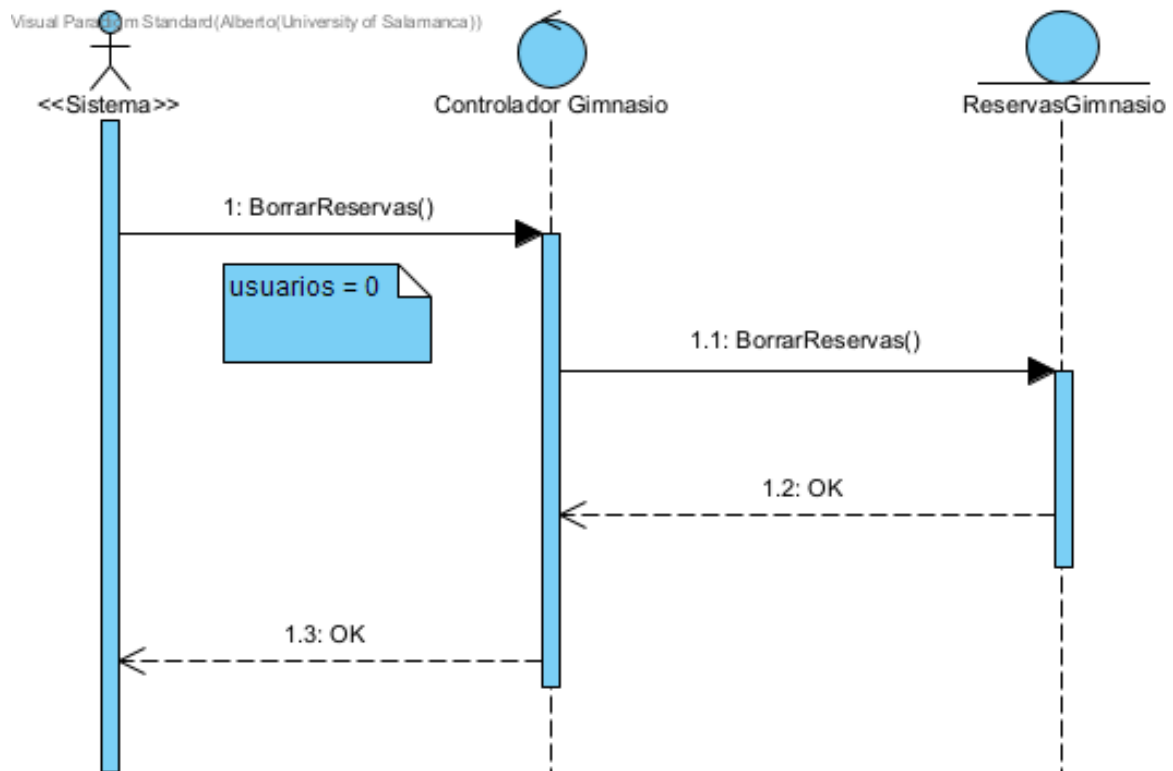 Visual Paradigm Standard(Alberto(University of Salamanca))
<<Sistema>>
Controlador Gimnasio
ReservasGimnasio
1: BorrarReservas()
usuarios = 0
1.1: BorrarReservas()
1.2: OK
1.3: OK